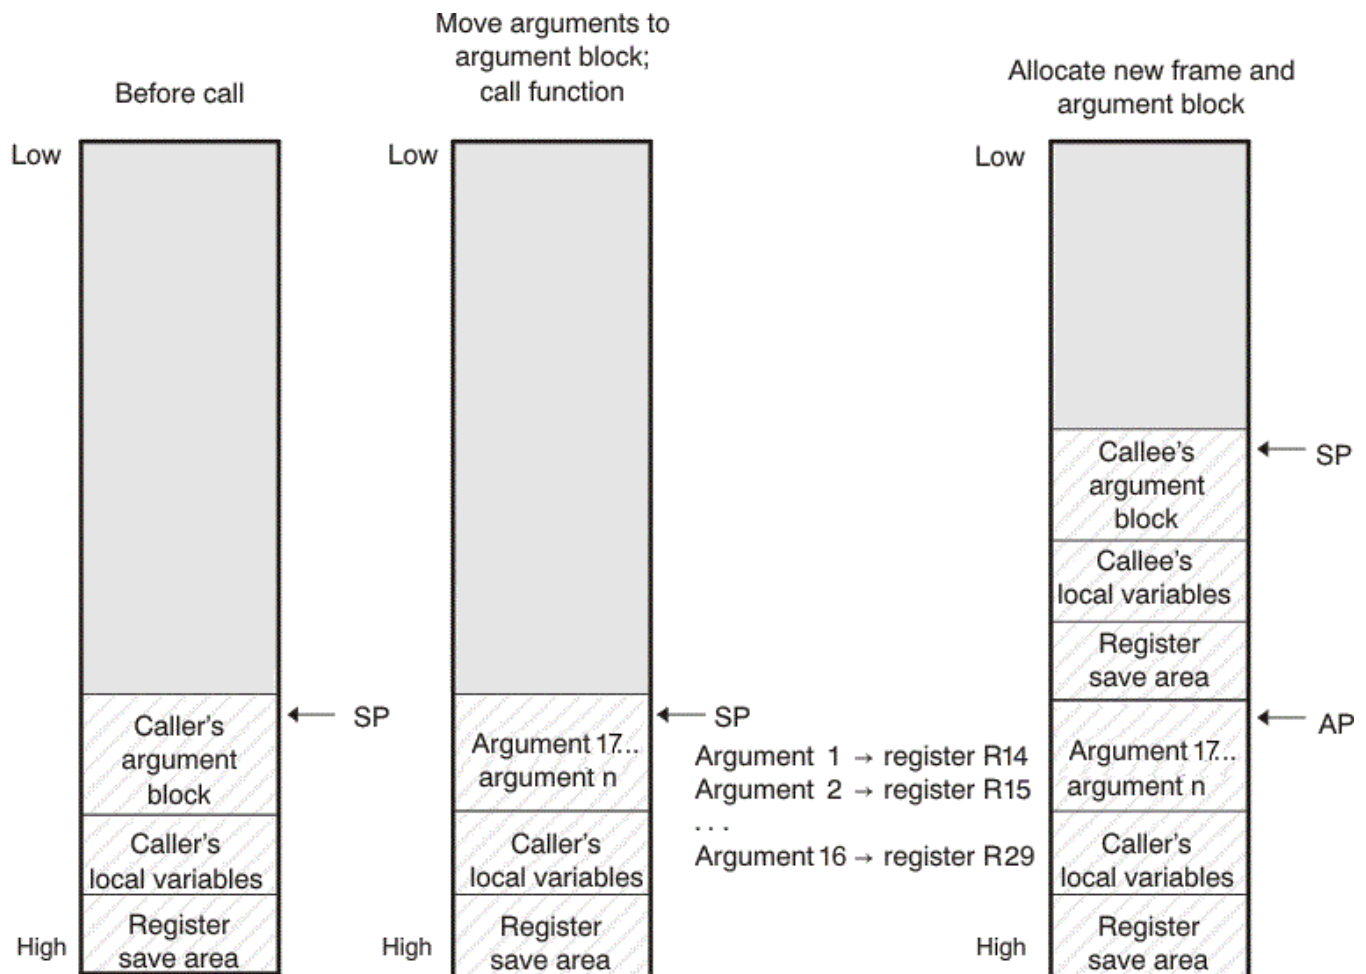 Before call
Low
SP
Caller's
argument
block
Caller's
local variables
Register
save area
High
Move arguments to
argument block;
call function
Low
SP
Argument 17...
argument n
Caller's
local variables
Register
save area
High
Argument 1 → register R14
Argument 2 → register R15
. . .
Argument 16 → register R29
Allocate new frame and
argument block
Low
Callee's
argument
block
SP
Callee's
local variables
Register
save area
AP
Argument 17...
argument n
Caller's
local variables
Register
save area
High